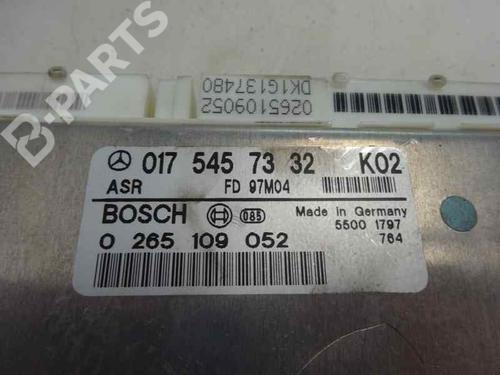 B-PARTS
0265109052
DK1G137480
017 545 73 32 K02
ASR FD 97M04
BOSCH 085 Made in Germany
5500 1797
0 265 109 052 764